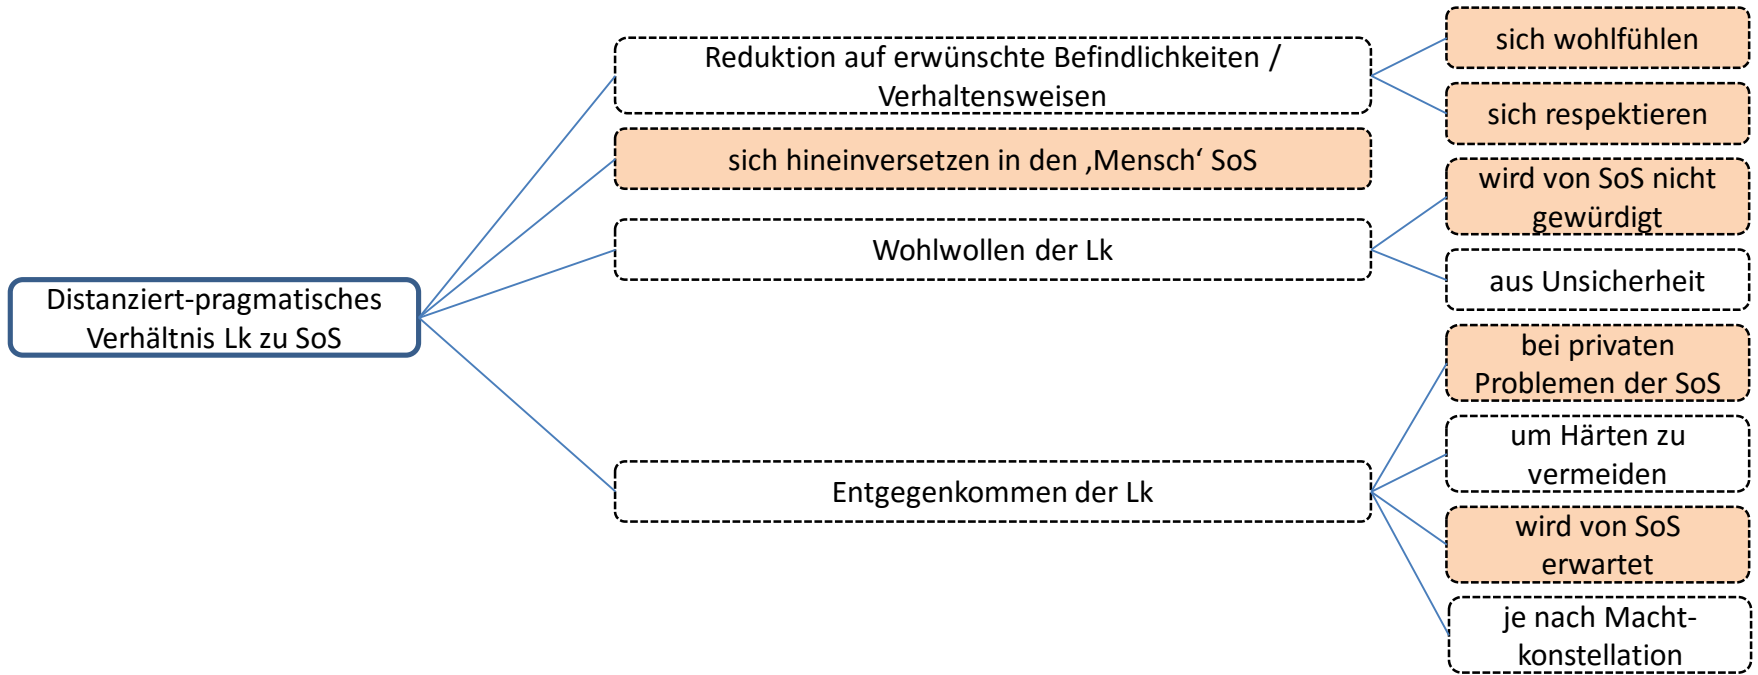 Distanziert-pragmatisches
Verhältnis Lk zu SoS
Reduktion auf erwünschte Befindlichkeiten /
Verhaltensweisen
sich wohlfühlen
sich respektieren
sich hineinversetzen in den ‚Mensch‘ SoS
Wohlwollen der Lk
wird von SoS nicht
gewürdigt
aus Unsicherheit
Entgegenkommen der Lk
bei privaten
Problemen der SoS
um Härten zu
vermeiden
wird von SoS
erwartet
je nach Macht-
konstellation